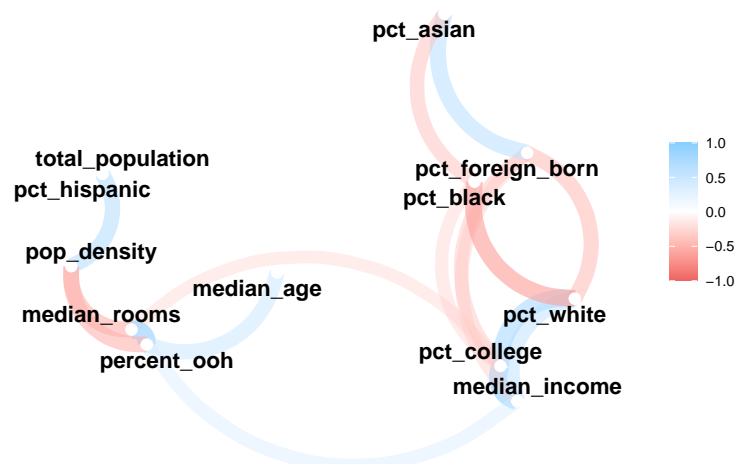 pct_asian
total_population
pct_hispanic
pct_foreign_born
pct_black
pop_density
median_age
median_rooms
pct_white
percent_ooh
pct_college
median_income
1.0
0.5
0.0
−0.5
−1.0